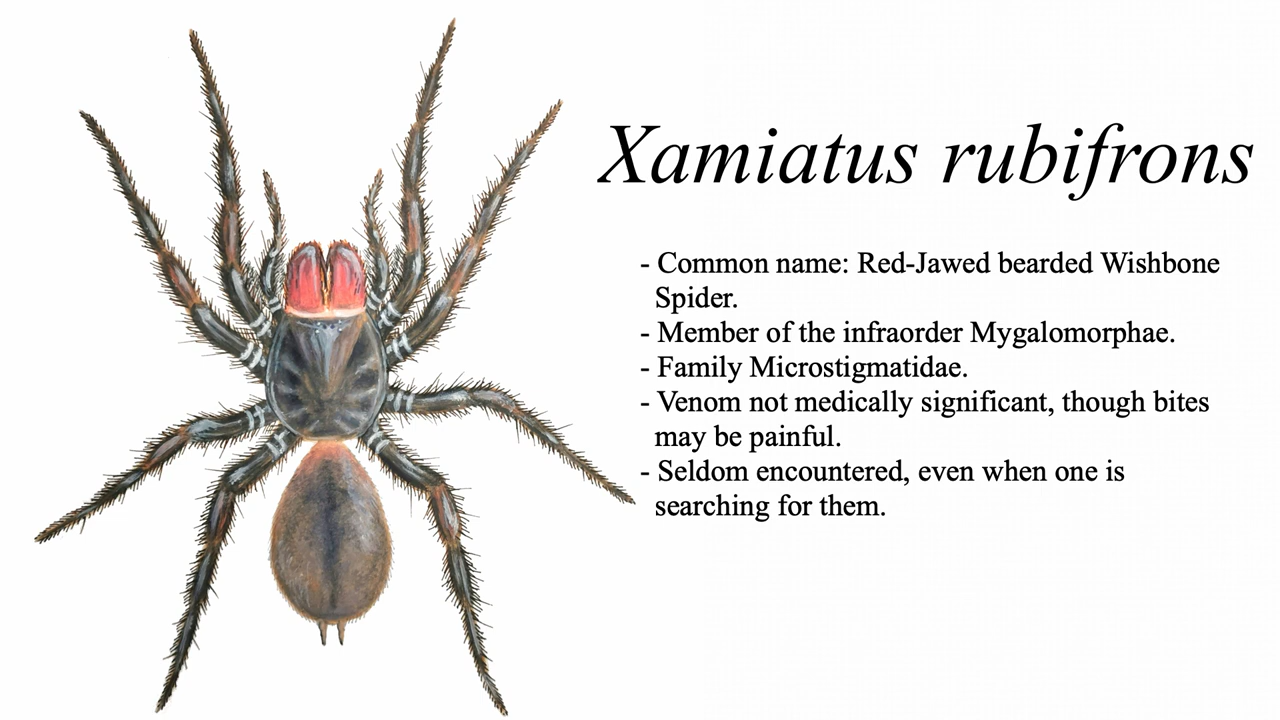 Xamiatus rubifrons
- Common name: Red-Jawed bearded Wishbone
Spider.
- Member of the infraorder Mygalomorphae.
- Family Microstigmatidae.
- Venom not medically significant, though bites
may be painful.
- Seldom encountered, even when one is
searching for them.